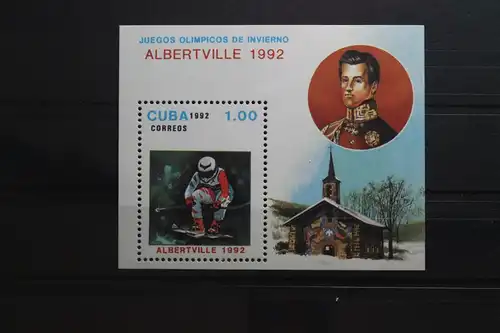 JUEGOS OLIMPICOS DE INVIERNO
ALBERTVILLE 1992
CUBA 1992 1.00
CORREOS
ALBERTVILLE 1992